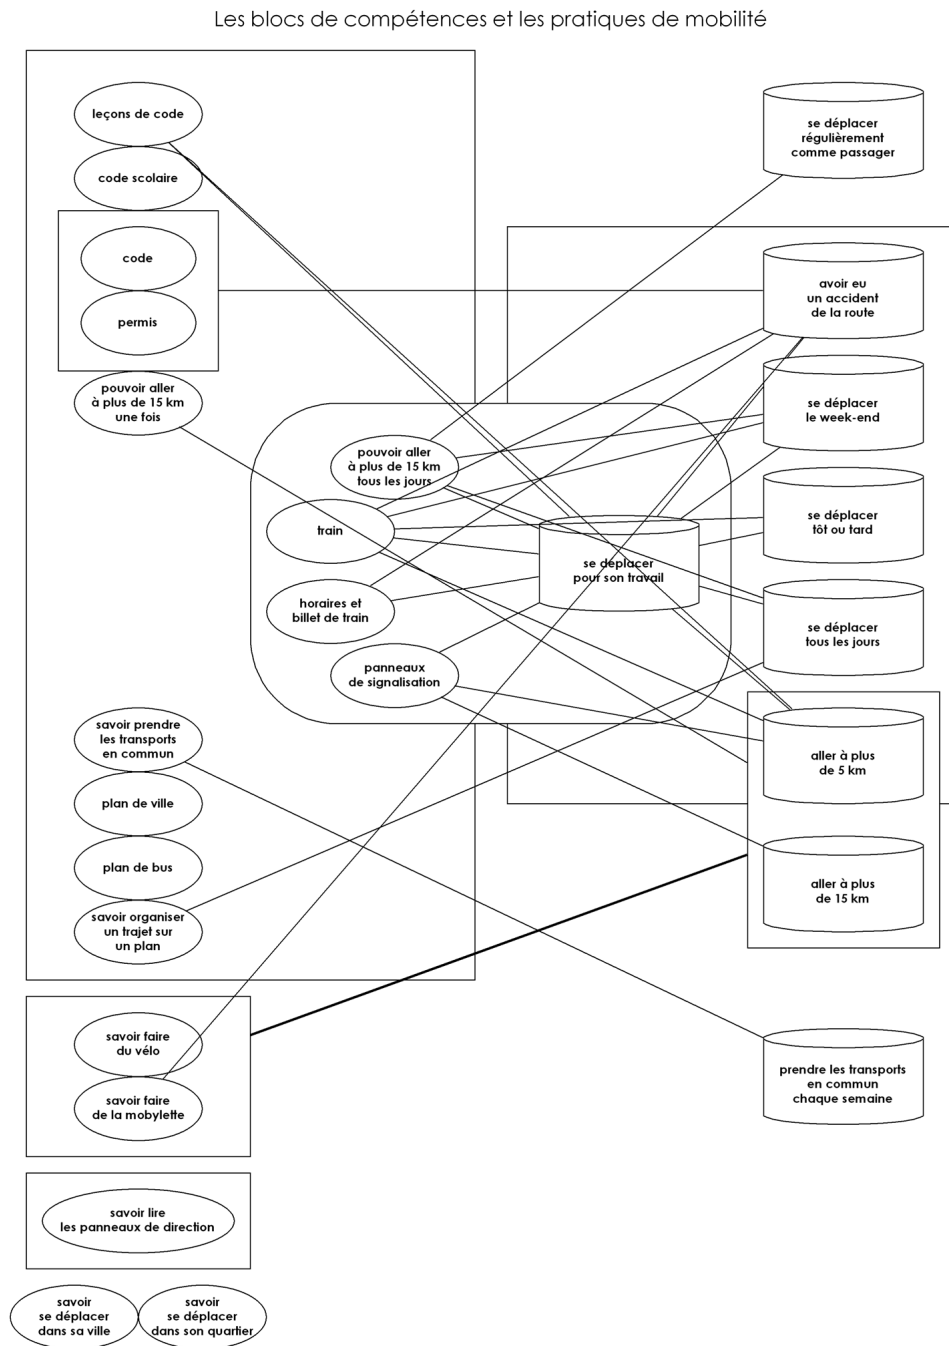 Les blocs de compétences et les pratiques de mobilité
leçons de code
code scolaire
code
permis
pouvoir aller
à plus de 15 km
une fois
pouvoir aller
à plus de 15 km
tous les jours
train
horaires et
billet de train
panneaux
de signalisation
se déplacer
pour son travail
se déplacer
régulièrement
comme passager
avoir eu
un accident
de la route
se déplacer
le week-end
se déplacer
tôt ou tard
se déplacer
tous les jours
aller à plus
de 5 km
aller à plus
de 15 km
savoir prendre
les transports
en commun
plan de ville
plan de bus
savoir organiser
un trajet sur
un plan
savoir faire
du vélo
savoir faire
de la mobylette
prendre les transports
en commun
chaque semaine
savoir lire
les panneaux de direction
savoir
se déplacer
dans sa ville
savoir
se déplacer
dans son quartier